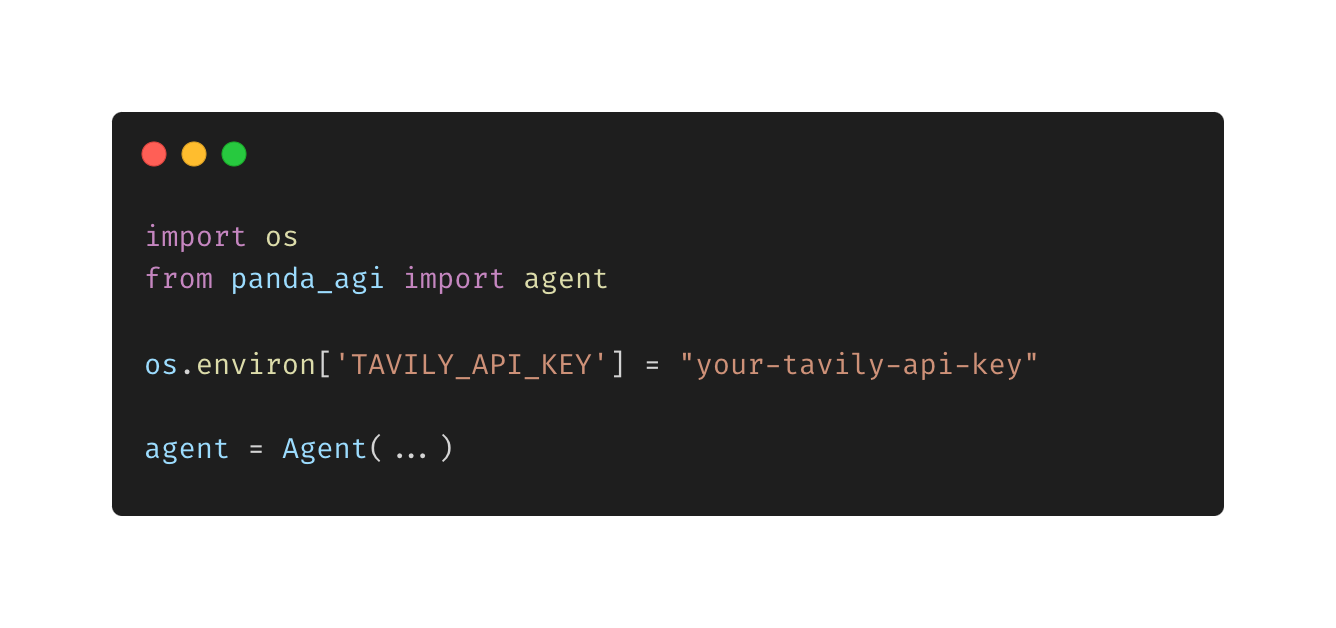 import os
from panda_agi import agent
os.environ['TAVILY_API_KEY'] = "your-tavily-api-key"
agent = Agent(...)